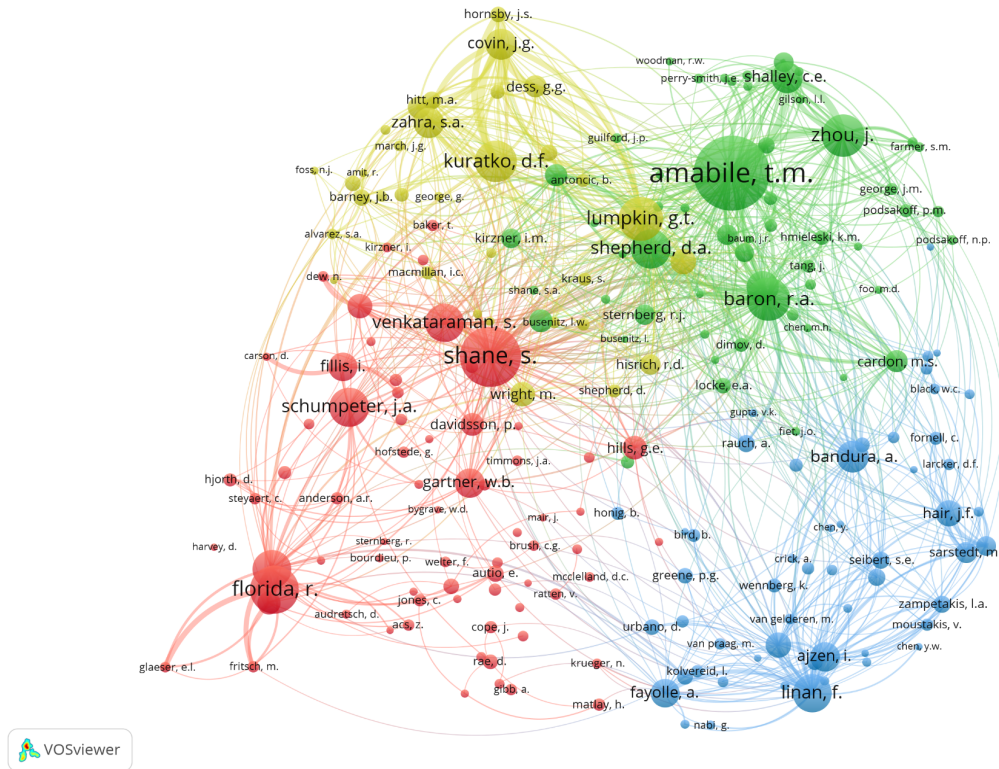 hornsby, j.s.
covin, j.g.
woodman, r.w.
perry-smith, j.e.
shalley, c.e.
dess, g.g.
hitt, m.a.
gilson, l.l.
zahra, s.a.
zhou, j.
march, j.g.
guilford, j.p.
farmer, s.m.
kuratko, d.f.
foss, n.j.
amit, r.
amabile, t.m.
antoncic, b.
george, j.m.
barney, j.b.
george, g.
podsakoff, p.m.
lumpkin, g.t.
baker, t.
alvarez, s.a.
kirzner, i.
kirzner, i.m.
shepherd, d.a.
baum, j.r.
hmieleski, k.m.
podsakoff, n.p.
dew, n.
macmillan, i.c.
kraus, s.
tang, j.
shane, s.a.
baron, r.a.
foo, m.d.
venkataraman, s.
busenitz, l.w.
sternberg, r.j.
chen, m.h.
busenitz, l.
dimov, d.
shane, s.
carson, d.
fillis, i.
hisrich, r.d.
cardon, m.s.
wright, m.
shepherd, d.
locke, e.a.
black, w.c.
schumpeter, j.a.
gupta, v.k.
davidsson, p.
fiet, j.o.
rauch, a.
fornell, c.
hofstede, g.
hills, g.e.
bandura, a.
timmons, j.a.
larcker, d.f.
hjorth, d.
gartner, w.b.
steyaert, c.
anderson, a.r.
bygrave, w.d.
mair, j.
honig, b.
hair, j.f.
chen, y.
bird, b.
harvey, d.
sternberg, r.
brush, c.g.
sarstedt, m
bourdieu, p.
welter, f.
crick, a.
seibert, s.e.
autio, e.
mcclelland, d.c.
greene, p.g.
wennberg, k.
florida, r.
jones, c.
ratten, v.
zampetakis, l.a.
audretsch, d.
acs, z.
cope, j.
urbano, d.
van gelderen, m.
moustakis, v.
van praag, m.
chen, y.w.
glaeser, e.l.
fritsch, m.
rae, d.
krueger, n.
kolvereid, l.
ajzen, i.
gibb, a.
matlay, h.
fayolle, a.
linan, f.
nabi, g.
VOSviewer